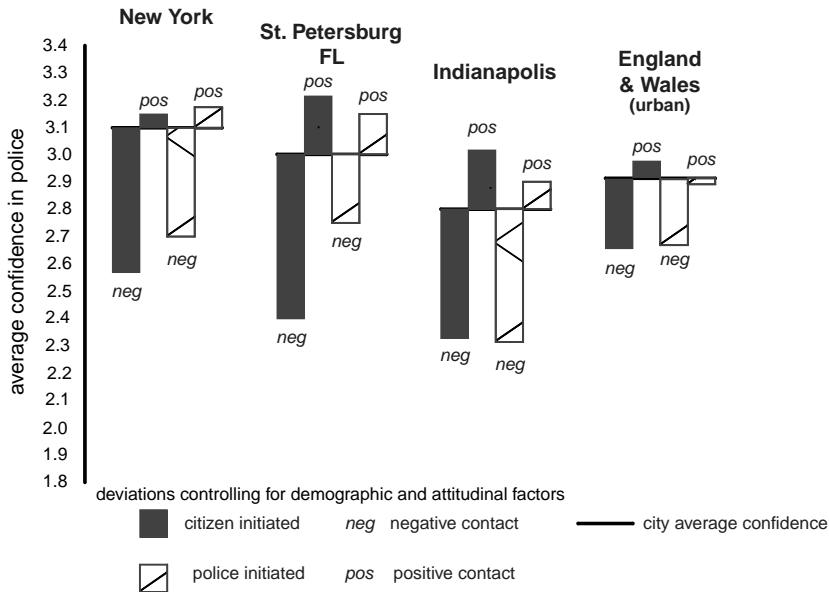 New York
St. Petersburg
FL
Indianapolis
England
& Wales
(urban)
average confidence in police
3.4
3.3
3.2
3.1
3.0
2.9
2.8
2.7
2.6
2.5
2.4
2.3
2.2
2.1
2.0
1.9
1.8
pos
pos
neg
neg
pos
pos
neg
neg
pos
pos
neg
neg
pos
pos
neg
neg
deviations controlling for demographic and attitudinal factors
citizen initiated neg negative contact city average confidence
police initiated pos positive contact